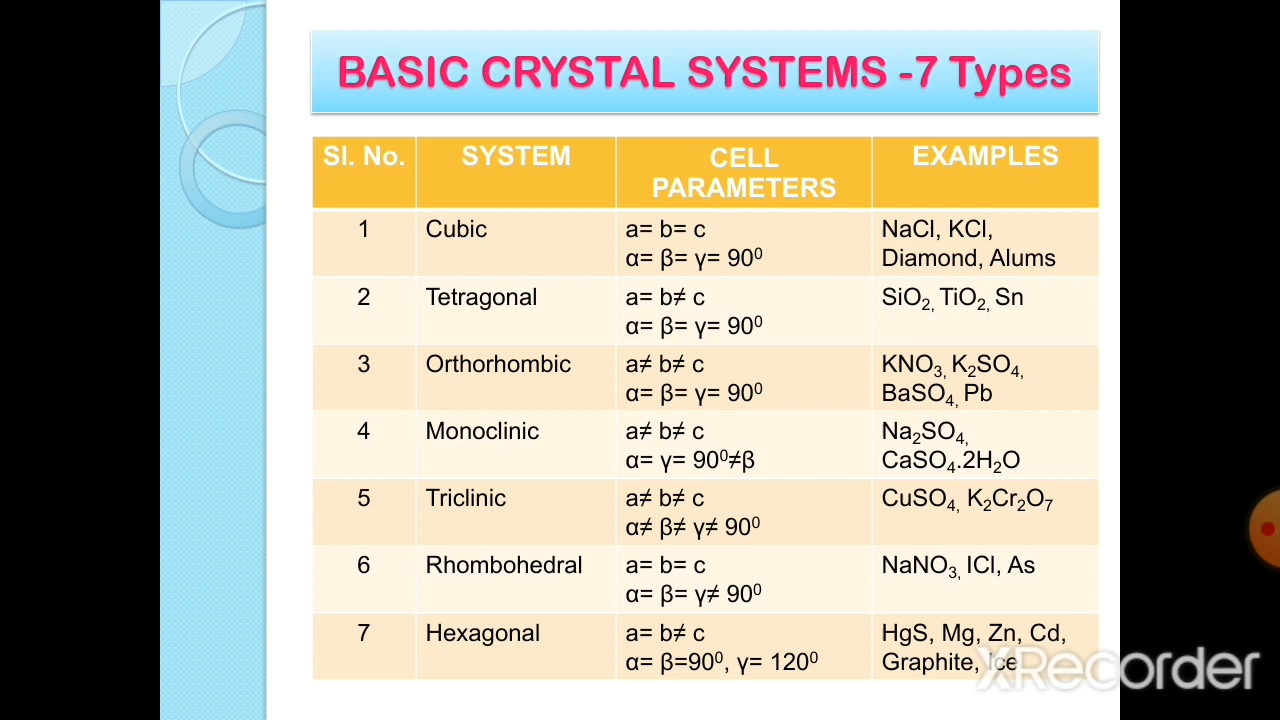 BASIC CRYSTAL SYSTEMS -7 Types
Sl. No. SYSTEM CELL PARAMETERS EXAMPLES
1 Cubic a= b= c NaCl, KCl,
α= β= γ= 90⁰ Diamond, Alums
2 Tetragonal a= b≠ c SiO₂, TiO₂, Sn
α= β= γ= 90⁰
3 Orthorhombic a≠ b≠ c KNO₃, K₂SO₄,
α= β= γ= 90⁰ BaSO₄, Pb
4 Monoclinic a≠ b≠ c Na₂SO₄,
α= γ= 90⁰≠β CaSO₄.2H₂O
5 Triclinic a≠ b≠ c CuSO₄, K₂Cr₂O₇
α≠ β≠ γ≠ 90⁰
6 Rhombohedral a= b= c NaNO₃, ICl, As
α= β= γ≠ 90⁰
7 Hexagonal a= b≠ c HgS, Mg, Zn, Cd,
α= β=90⁰, γ= 120⁰ Graphite, Ice
XRecorder